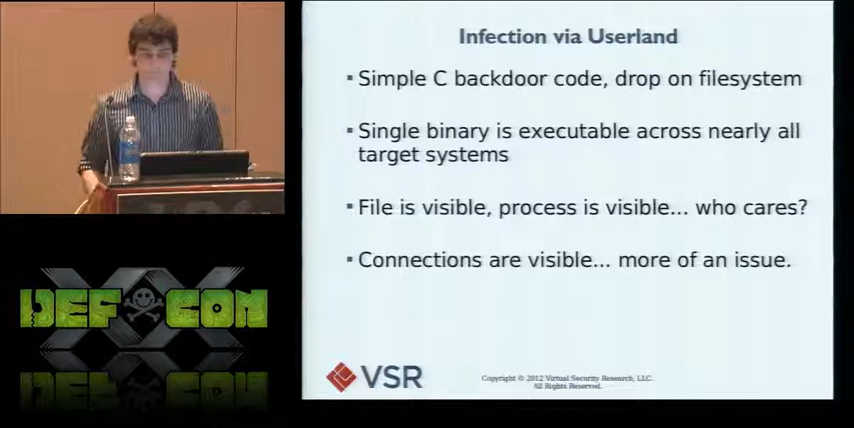 Infection via Userland
▪ Simple C backdoor code, drop on filesystem
▪ Single binary is executable across nearly all
target systems
▪ File is visible, process is visible... who cares?
▪ Connections are visible... more of an issue.
DEF CON
XX
VSR
Copyright © 2012 Virtual Security Research, LLC.
All Rights Reserved.